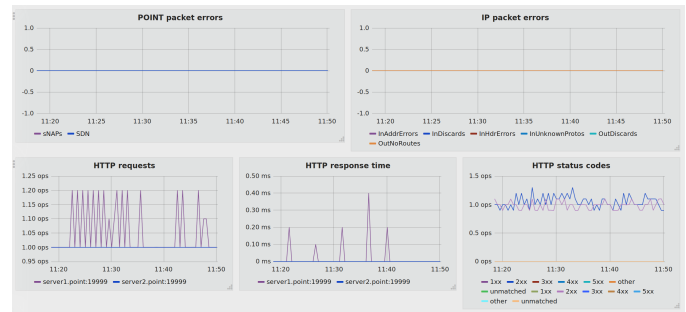 POINT packet errors
1.0
0.5
0
-0.5
-1.0
11:20 11:25 11:30 11:35 11:40 11:45 11:50
sNAPs SDN
IP packet errors
1.0
0.5
0
-0.5
-1.0
11:20 11:25 11:30 11:35 11:40 11:45 11:50
InAddrErrors InDiscards InHdrErrors InUnknownProtos OutDiscards
OutNoRoutes
HTTP requests
1.25 ops
1.20 ops
1.15 ops
1.10 ops
1.05 ops
1.00 ops
0.95 ops
11:20 11:30 11:40 11:50
server1.point:19999 server2.point:19999
HTTP response time
0.50 ms
0.40 ms
0.30 ms
0.20 ms
0.10 ms
0 ms
11:20 11:30 11:40 11:50
server1.point:19999 server2.point:19999
HTTP status codes
1.5 ops
1.0 ops
0.5 ops
0 ops
11:20 11:30 11:40 11:50
1xx 2xx 3xx 4xx 5xx other
unmatched 1xx 2xx 3xx 4xx 5xx
other unmatched